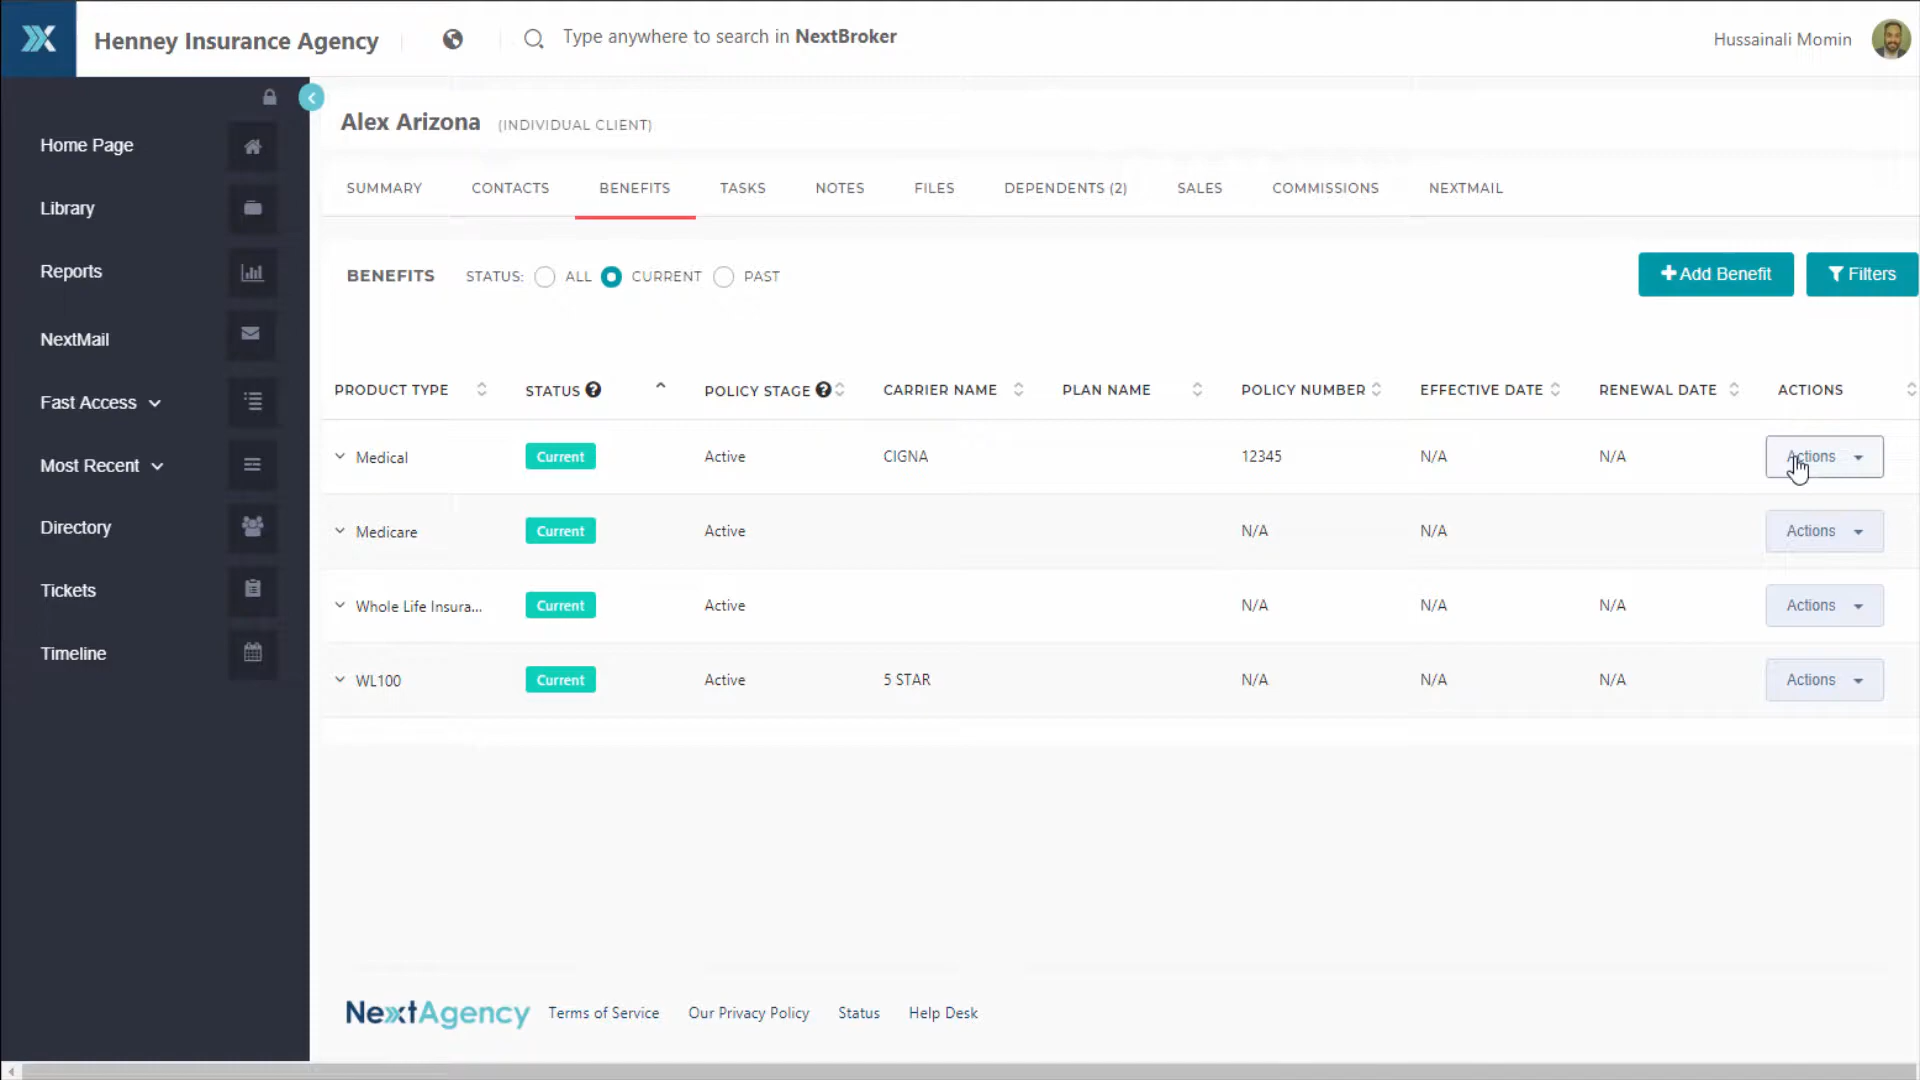 Henney Insurance Agency
Type anywhere to search in NextBroker
Hussainali Momin
Home Page
Library
Reports
NextMail
Fast Access
Most Recent
Directory
Tickets
Timeline
Alex Arizona (INDIVIDUAL CLIENT)
SUMMARY CONTACTS BENEFITS TASKS NOTES FILES DEPENDENTS (2) SALES COMMISSIONS NEXTMAIL
BENEFITS STATUS: ALL CURRENT PAST
Add Benefit Filters
PRODUCT TYPE STATUS POLICY STAGE CARRIER NAME PLAN NAME POLICY NUMBER EFFECTIVE DATE RENEWAL DATE ACTIONS
Medical Current Active CIGNA 12345 N/A N/A Actions
Medicare Current Active N/A N/A Actions
Whole Life Insura... Current Active N/A N/A N/A Actions
WL100 Current Active 5 STAR N/A N/A N/A Actions
NextAgency Terms of Service Our Privacy Policy Status Help Desk